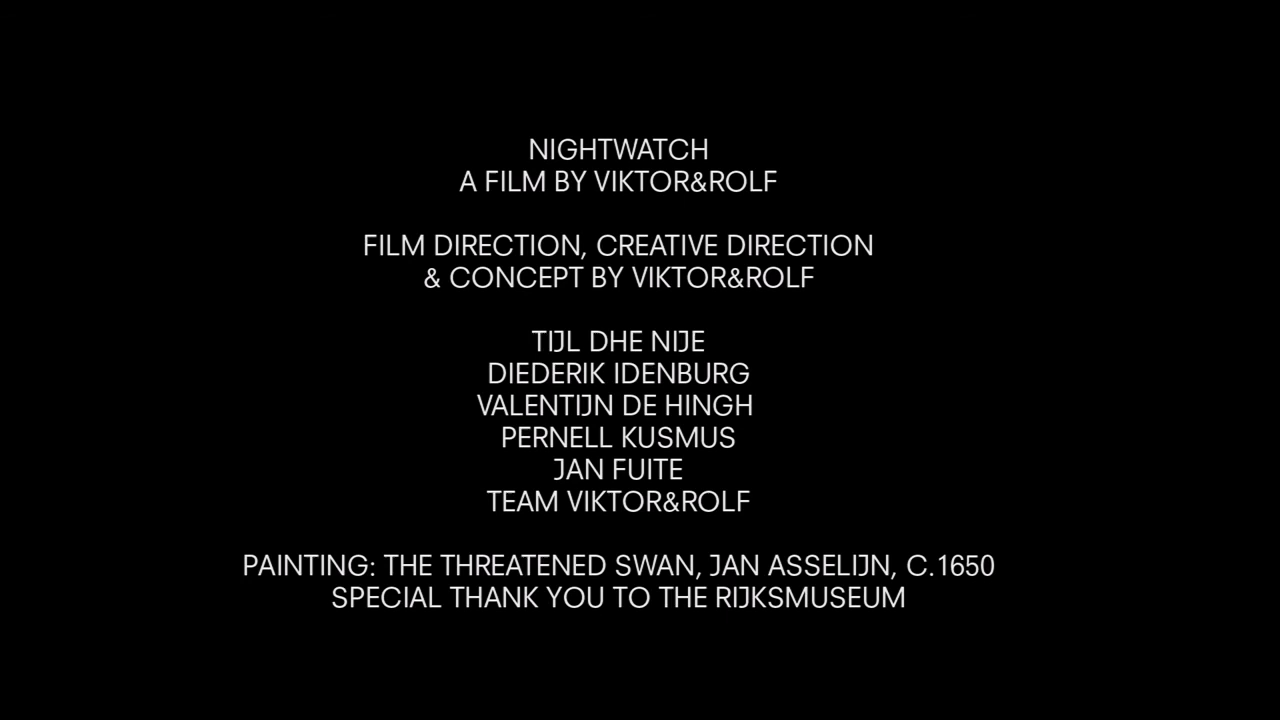 NIGHTWATCH
A FILM BY VIKTOR&ROLF
FILM DIRECTION, CREATIVE DIRECTION
& CONCEPT BY VIKTOR&ROLF
TIJL DHE NIJE
DIEDERIK IDENBURG
VALENTIJN DE HINGH
PERNELL KUSMUS
JAN FUITE
TEAM VIKTOR&ROLF
PAINTING: THE THREATENED SWAN, JAN ASSELIJN, C.1650
SPECIAL THANK YOU TO THE RIJKSMUSEUM